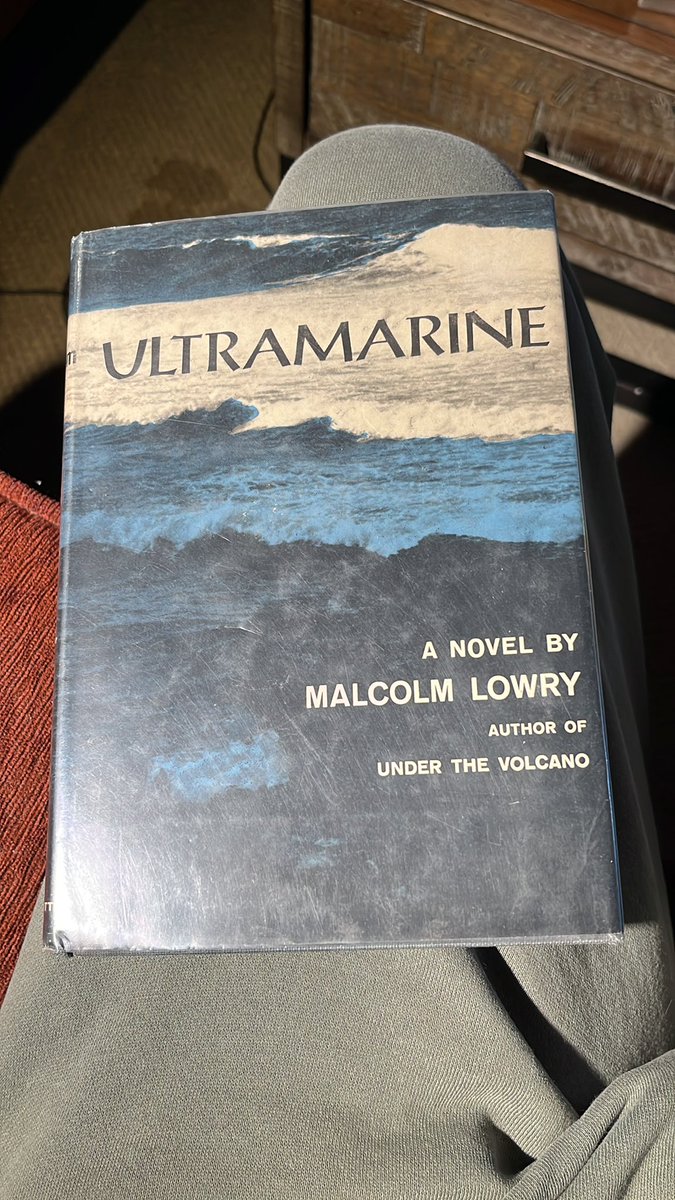 ULTRAMARINE
A NOVEL BY
MALCOLM LOWRY
AUTHOR OF
UNDER THE VOLCANO